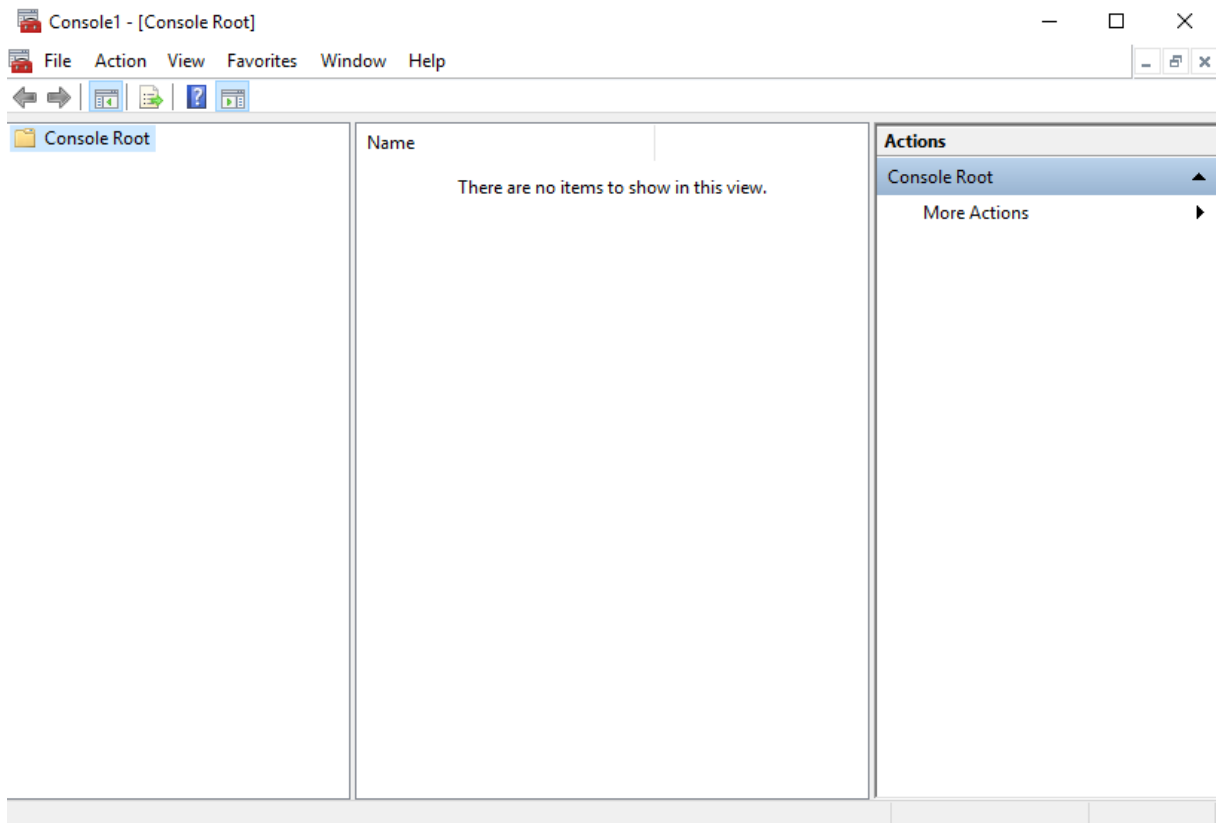 Console1 - [Console Root]
File Action View Favorites Window Help
Console Root
Name
There are no items to show in this view.
Actions
Console Root
More Actions